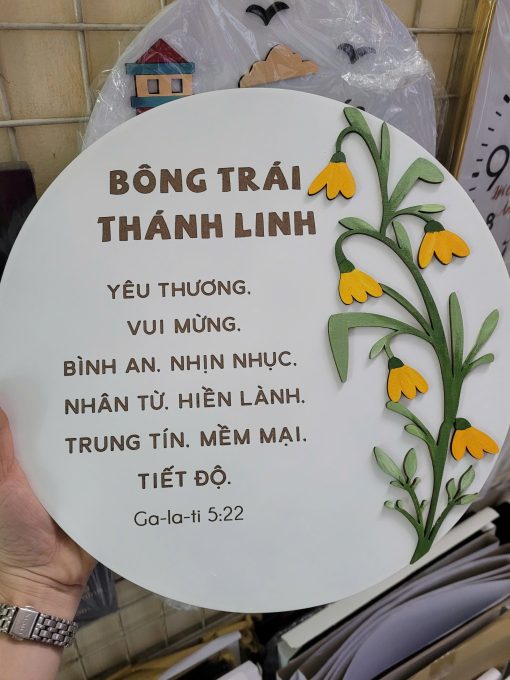 BÔNG TRÁI
THÁNH LINH
YÊU THƯƠNG.
VUI MỪNG.
BÌNH AN. NHỊN NHỤC.
NHÂN TỪ. HIỀN LÀNH.
TRUNG TÍN. MỀM MẠI.
TIẾT ĐỘ.
Ga-la-ti 5:22
9